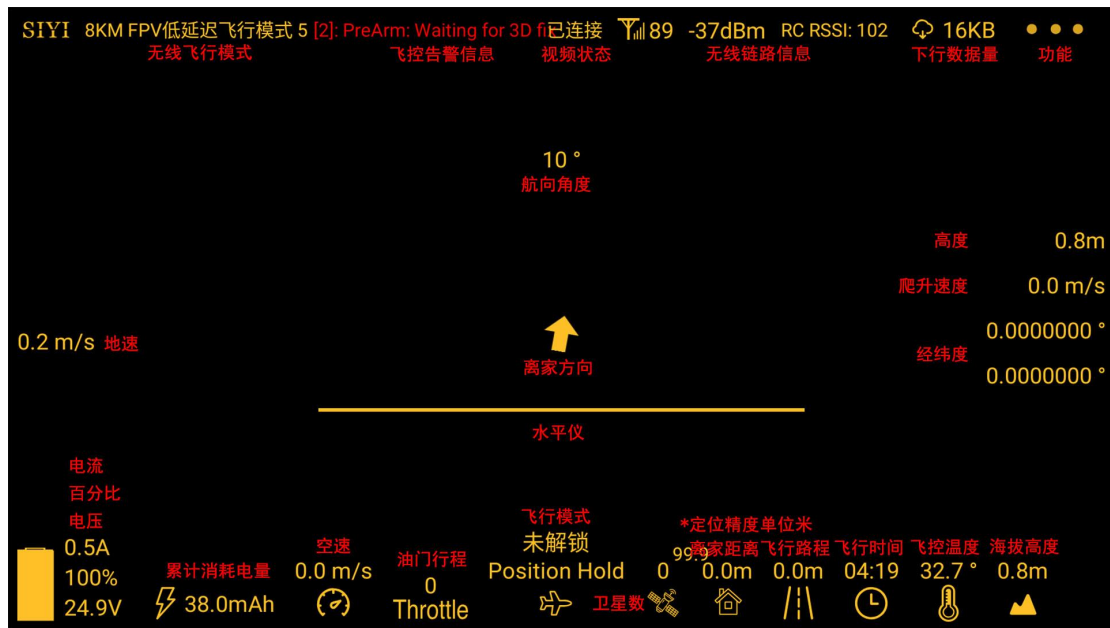 SIYI 8KM FPV低延迟飞行模式 5 [2]: PreArm: Waiting for 3D fix 已连接 89 -37dBm RC RSSI: 102 16KB
无线飞行模式 飞控告警信息 视频状态 无线链路信息 下行数据量 功能
10 °
航向角度
高度 0.8m
爬升速度 0.0 m/s
0.2 m/s 地速
离家方向
经纬度
0.0000000 °
0.0000000 °
水平仪
电流
百分比
电压
0.5A
100%
24.9V
累计消耗电量
38.0mAh
空速
0.0 m/s
油门行程
0
Throttle
飞行模式
未解锁
Position Hold
卫星数
0
*定位精度单位米
99.9
离家距离 飞行路程 飞行时间 飞控温度 海拔高度
0.0m 0.0m 04:19 32.7 ° 0.8m